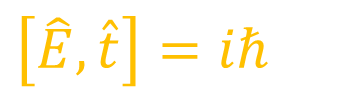 [Ê, t̂] = iℏ